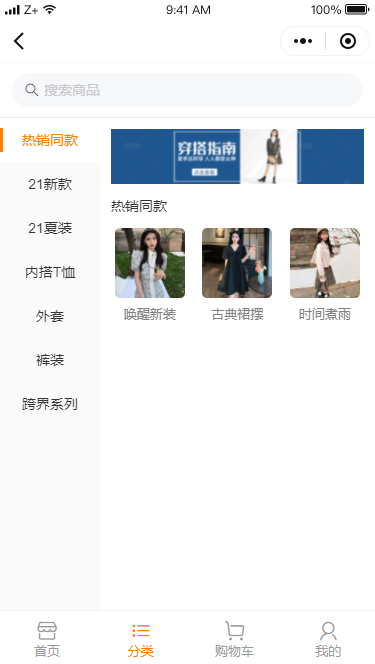 Z+ 9:41 AM 100%
搜索商品
热销同款
21新款
21夏装
内搭T恤
外套
裤装
跨界系列
穿搭指南
热销同款
唤醒新装 古典裙摆 时间煮雨
首页 分类 购物车 我的